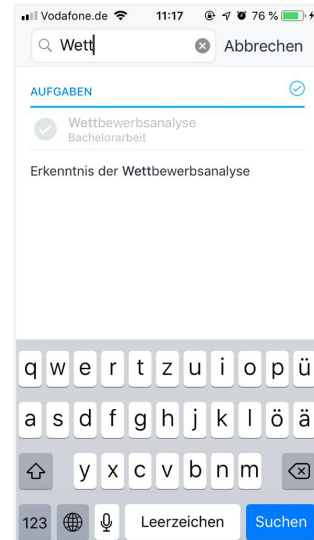 Vodafone.de 11:17 76 %
Wett Abbrechen
AUFGABEN
Wettbewerbsanalyse
Bachelorarbeit
Erkenntnis der Wettbewerbsanalyse
q w e r t z u i o p ü
a s d f g h j k l ö ä
y x c v b n m
123 Leerzeichen Suchen